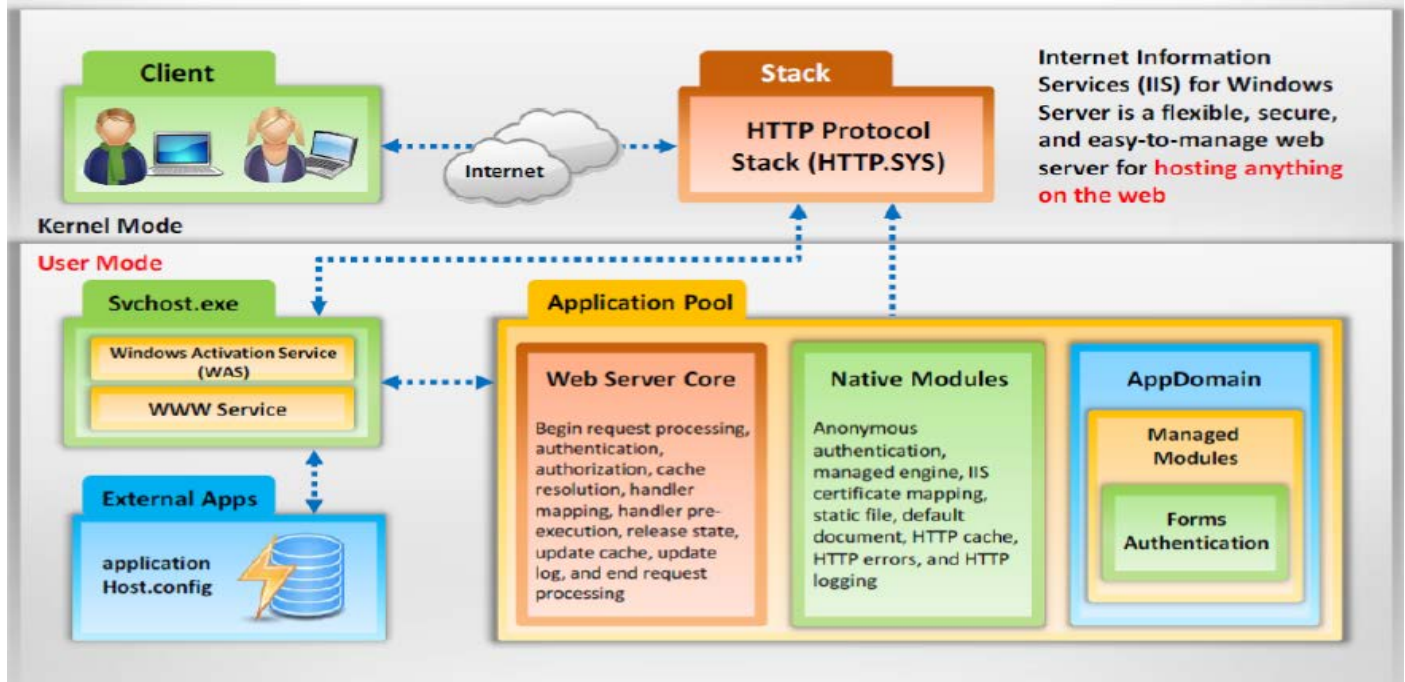 Client
Internet
Stack
HTTP Protocol
Stack (HTTP.SYS)
Internet Information
Services (IIS) for Windows
Server is a flexible, secure,
and easy-to-manage web
server for hosting anything
on the web
Kernel Mode
User Mode
Svchost.exe
Windows Activation Service
(WAS)
WWW Service
External Apps
application
Host.config
Application Pool
Web Server Core
Begin request processing,
authentication,
authorization, cache
resolution, handler
mapping, handler pre-
execution, release state,
update cache, update
log, and end request
processing
Native Modules
Anonymous
authentication,
managed engine, IIS
certificate mapping,
static file, default
document, HTTP cache,
HTTP errors, and HTTP
logging
AppDomain
Managed
Modules
Forms
Authentication